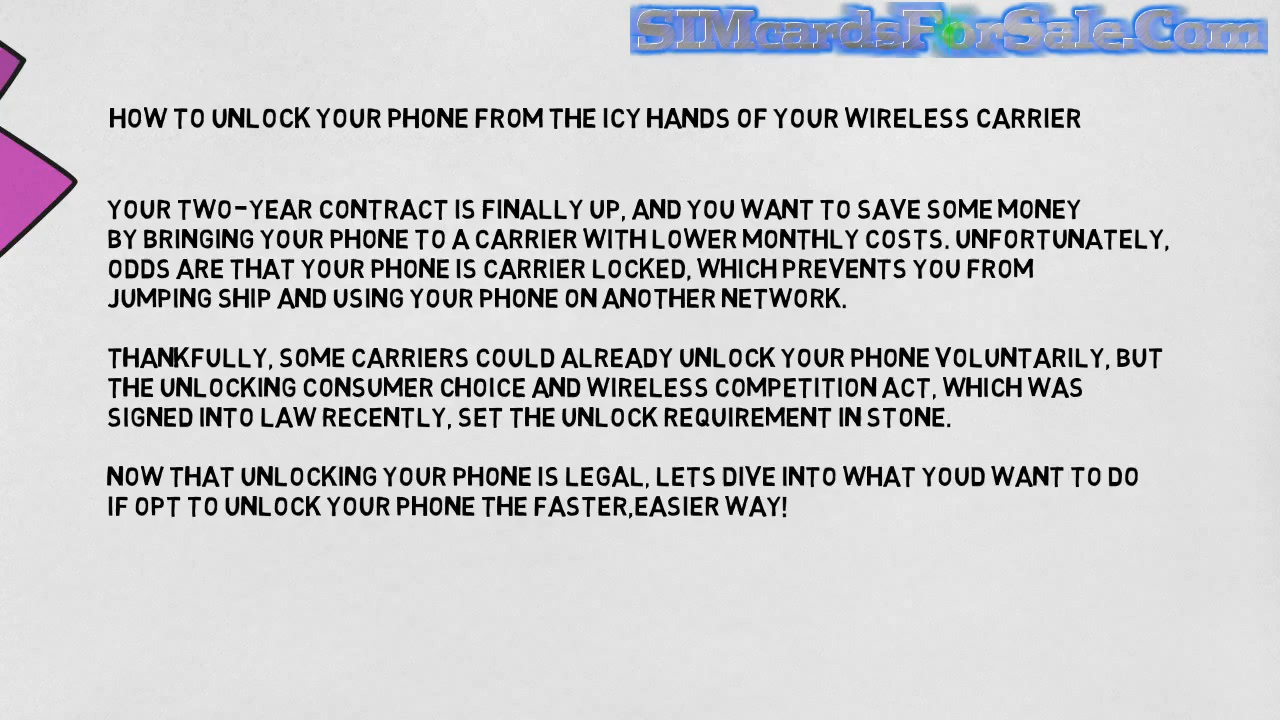 SIMcardsForSale.Com
HOW TO UNLOCK YOUR PHONE FROM THE ICY HANDS OF YOUR WIRELESS CARRIER
YOUR TWO-YEAR CONTRACT IS FINALLY UP, AND YOU WANT TO SAVE SOME MONEY
BY BRINGING YOUR PHONE TO A CARRIER WITH LOWER MONTHLY COSTS. UNFORTUNATELY,
ODDS ARE THAT YOUR PHONE IS CARRIER LOCKED, WHICH PREVENTS YOU FROM
JUMPING SHIP AND USING YOUR PHONE ON ANOTHER NETWORK.
THANKFULLY, SOME CARRIERS COULD ALREADY UNLOCK YOUR PHONE VOLUNTARILY, BUT
THE UNLOCKING CONSUMER CHOICE AND WIRELESS COMPETITION ACT, WHICH WAS
SIGNED INTO LAW RECENTLY, SET THE UNLOCK REQUIREMENT IN STONE.
NOW THAT UNLOCKING YOUR PHONE IS LEGAL, LETS DIVE INTO WHAT YOUD WANT TO DO
IF OPT TO UNLOCK YOUR PHONE THE FASTER,EASIER WAY!